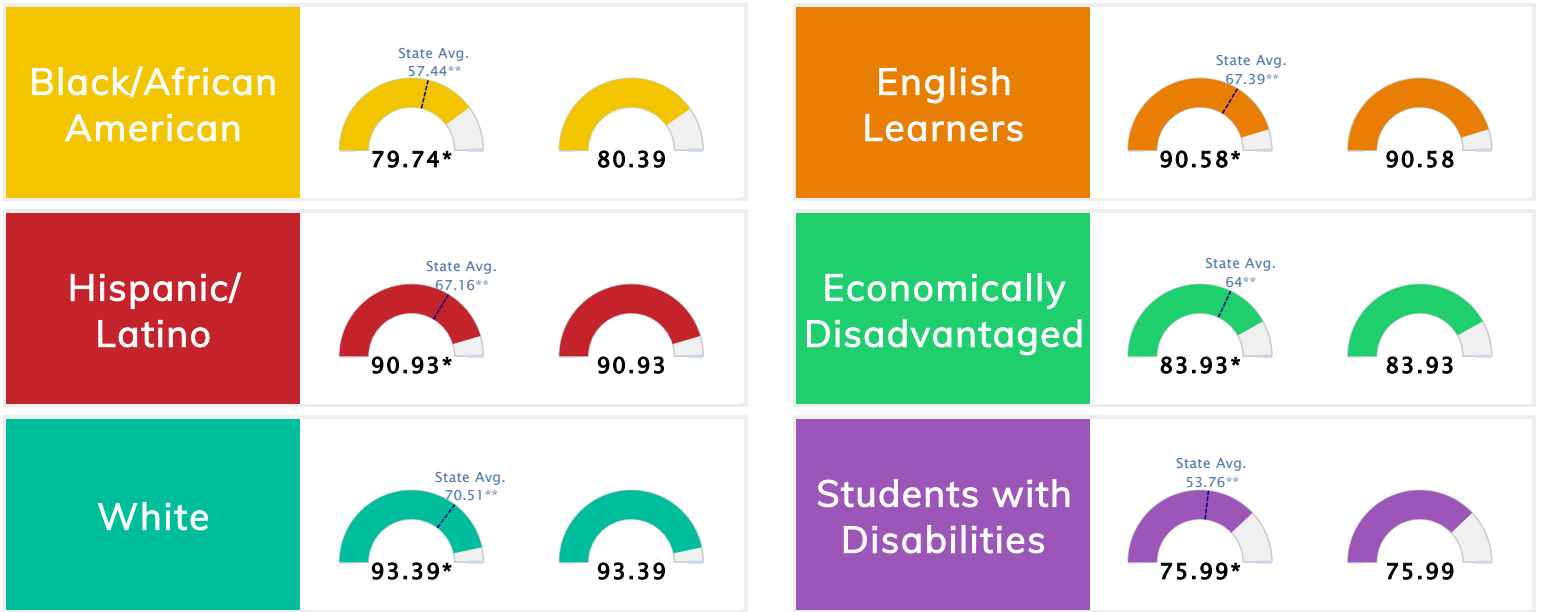 Black/African
American
State Avg.
57.44**
79.74*
80.39
English
Learners
State Avg.
67.39**
90.58*
90.58
Hispanic/
Latino
State Avg.
67.16**
90.93*
90.93
Economically
Disadvantaged
State Avg.
64**
83.93*
83.93
White
State Avg.
70.51**
93.39*
93.39
Students with
Disabilities
State Avg.
53.76**
75.99*
75.99